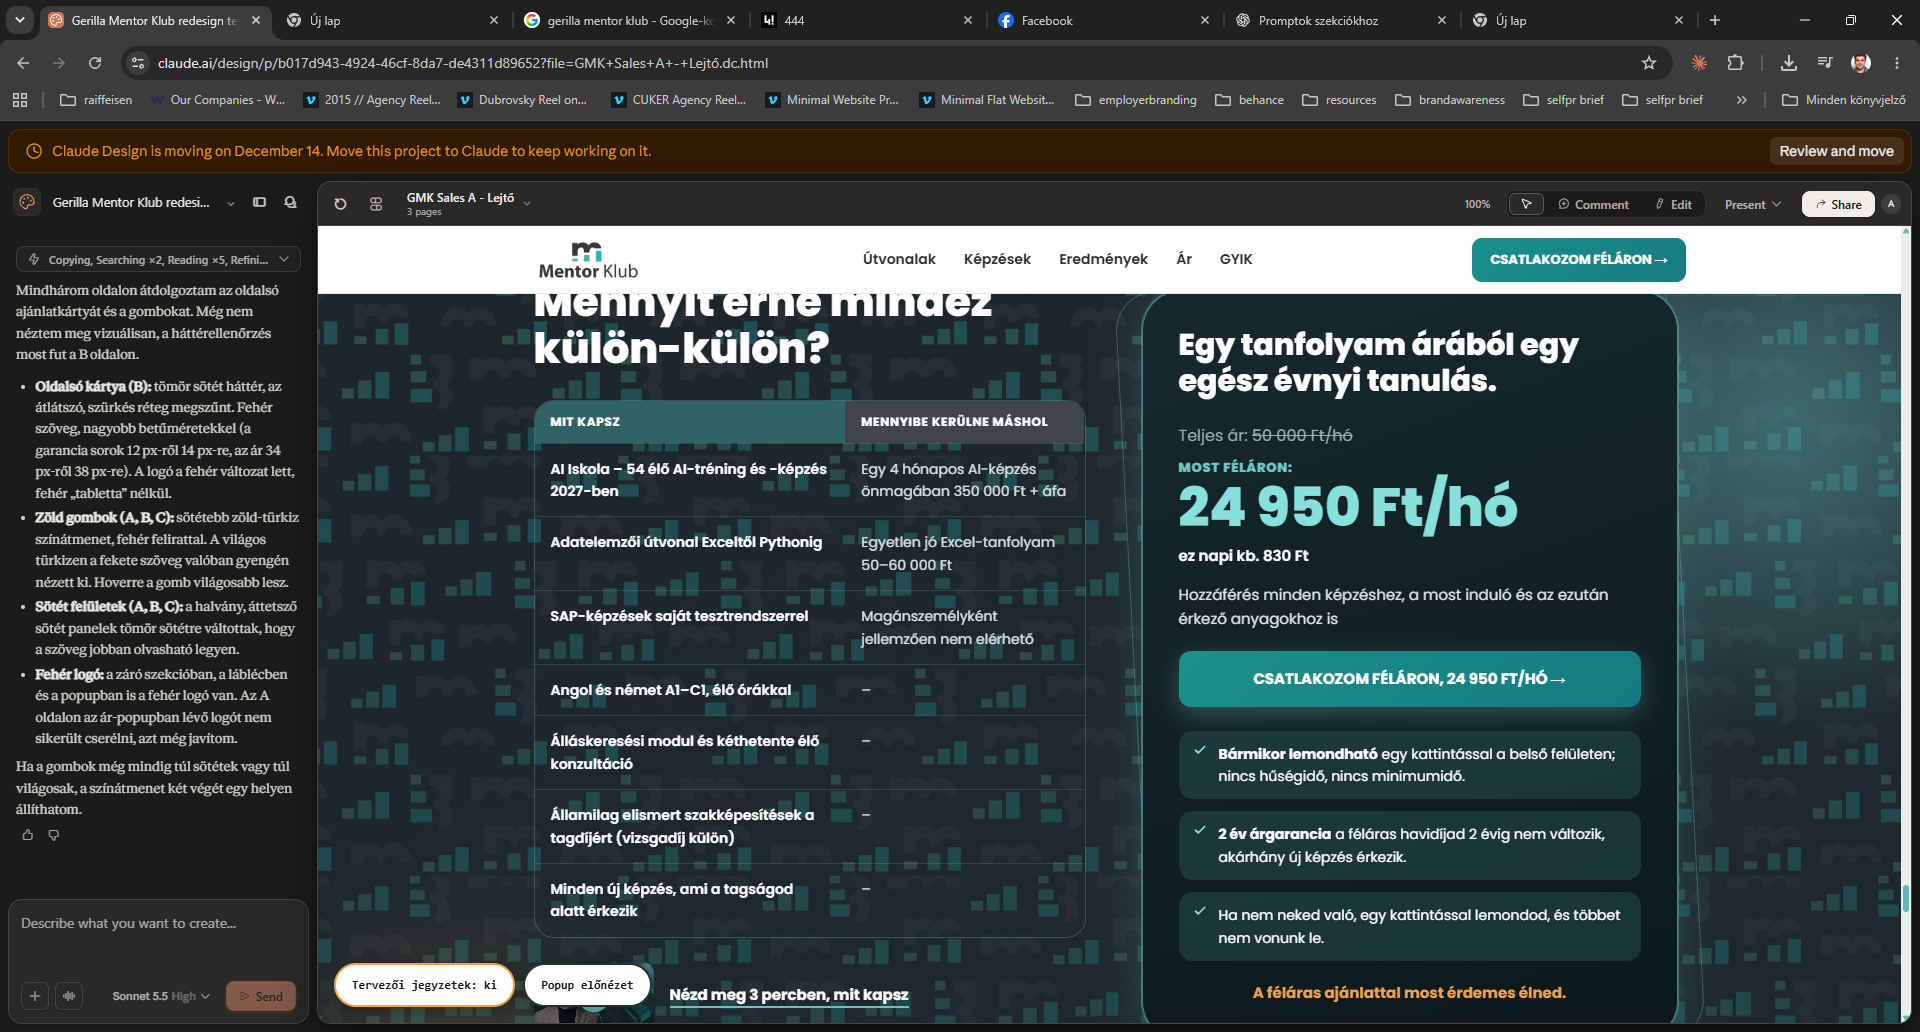 Gerilla Mentor Klub redesign te
Új lap
gerilla mentor klub - Google-ke
444
Facebook
Promptok szekciókhoz
Új lap
claude.ai/design/p/b017d943-4924-46cf-8da7-de4311d89652?file=GMK+Sales+A+-+Lejtő.dc.html
raiffeisen
Our Companies - W...
2015 // Agency Reel...
Dubrovsky Reel on...
CUKER Agency Reel...
Minimal Website Pr...
Minimal Flat Websit...
employerbranding
behance
resources
brandawareness
selfpr brief
selfpr brief
Minden könyvjelző
Claude Design is moving on December 14. Move this project to Claude to keep working on it.
Review and move
Gerilla Mentor Klub redesi...
Copying, Searching ×2, Reading ×5, Refini...
Mindhárom oldalon átdolgoztam az oldalsó
ajánlatkártyát és a gombokat. Még nem
néztem meg vizuálisan, a háttérellenőrzés
most fut a B oldalon.
• Oldalsó kártya (B): tömör sötét háttér, az
átlátszó, szürkés réteg megszűnt. Fehér
szöveg, nagyobb betűméretekkel (a
garancia sorok 12 px-ről 14 px-re, az ár 34
px-ről 38 px-re). A logó a fehér változat lett,
fehér „tabletta” nélkül.
• Zöld gombok (A, B, C): sötétebb zöld-türkiz
színátmenet, fehér felirattal. A világos
türkizen a fekete szöveg valóban gyengén
nézett ki. Hoverre a gomb világosabb lesz.
• Sötét felületek (A, B, C): a halvány, áttetsző
sötét panelek tömör sötétre váltottak, hogy
a szöveg jobban olvasható legyen.
• Fehér logó: a záró szekcióban, a láblécben
és a popupban is a fehér logó van. Az A
oldalon az ár-popupban lévő logót nem
sikerült cserélni, azt még javítom.
Ha a gombok még mindig túl sötétek vagy túl
világosak, a színátmenet két végét egy helyen
állíthatom.
Describe what you want to create...
Sonnet 5.5 High
Send
GMK Sales A - Lejtő
3 pages
100%
Comment
Edit
Present
Share
A
m
Mentor Klub
Útvonalak
Képzések
Eredmények
Ár
GYIK
CSATLAKOZOM FÉLÁRON →
Mennyit érne mindez
külön-külön?
MIT KAPSZ
MENNYIBE KERÜLNE MÁSHOL
AI Iskola – 54 élő AI-tréning és -képzés
2027-ben
Egy 4 hónapos AI-képzés
önmagában 350 000 Ft + áfa
Adatelemzői útvonal Exceltől Pythonig
Egyetlen jó Excel-tanfolyam
50–60 000 Ft
SAP-képzések saját tesztrendszerrel
Magánszemélyként
jellemzően nem elérhető
Angol és német A1–C1, élő órákkal
–
Álláskeresési modul és kéthetente élő
konzultáció
–
Államilag elismert szakképesítések a
tagdíjért (vizsgadíj külön)
–
Minden új képzés, ami a tagságod
alatt érkezik
–
Tervezői jegyzetek: ki
Popup előnézet
Nézd meg 3 percben, mit kapsz
Egy tanfolyam árából egy
egész évnyi tanulás.
Teljes ár: 50 000 Ft/hó
MOST FÉLÁRON:
24 950 Ft/hó
ez napi kb. 830 Ft
Hozzáférés minden képzéshez, a most induló és az ezután
érkező anyagokhoz is
CSATLAKOZOM FÉLÁRON, 24 950 FT/HÓ →
Bármikor lemondható egy kattintással a belső felületen;
nincs hűségidő, nincs minimumidő.
2 év árgarancia a féláras havidíjad 2 évig nem változik,
akárhány új képzés érkezik.
Ha nem neked való, egy kattintással lemondod, és többet
nem vonunk le.
A féláras ajánlattal most érdemes élned.